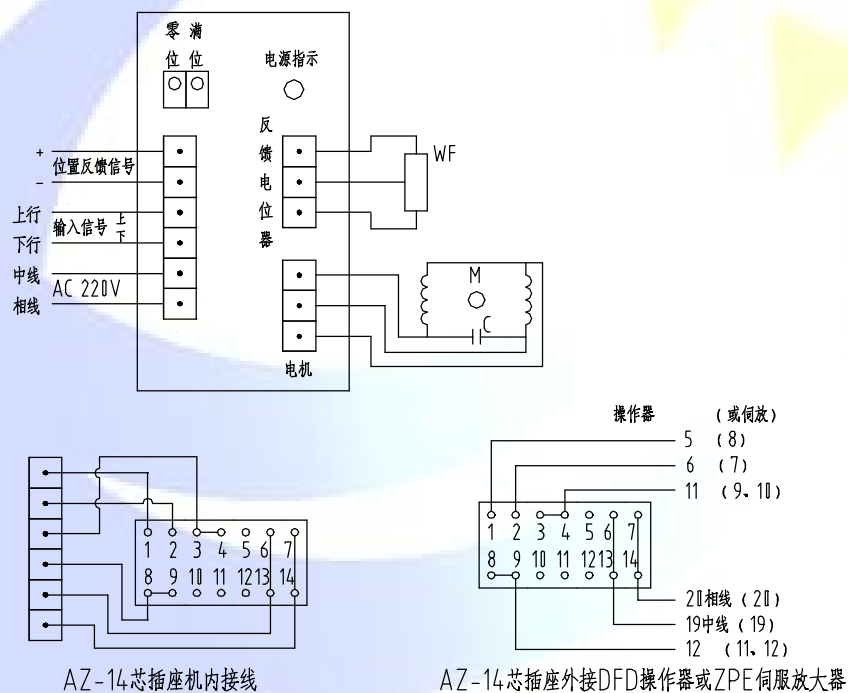 零 满
位 位
电源指示
反
馈
电
位
器
+
位置反馈信号
-
上行
输入信号 上
下
下行
中线
AC 220V
相线
WF
M
C
电机
操作器 (或伺放)
5 (8)
6 (7)
11 (9、10)
1 2 3 4 5 6 7
8 9 10 11 12 13 14
1 2 3 4 5 6 7
8 9 10 11 12 13 14
20相线 (20)
19中线 (19)
12 (11、12)
AZ-14芯插座机内接线
AZ-14芯插座外接DFD操作器或ZPE伺服放大器